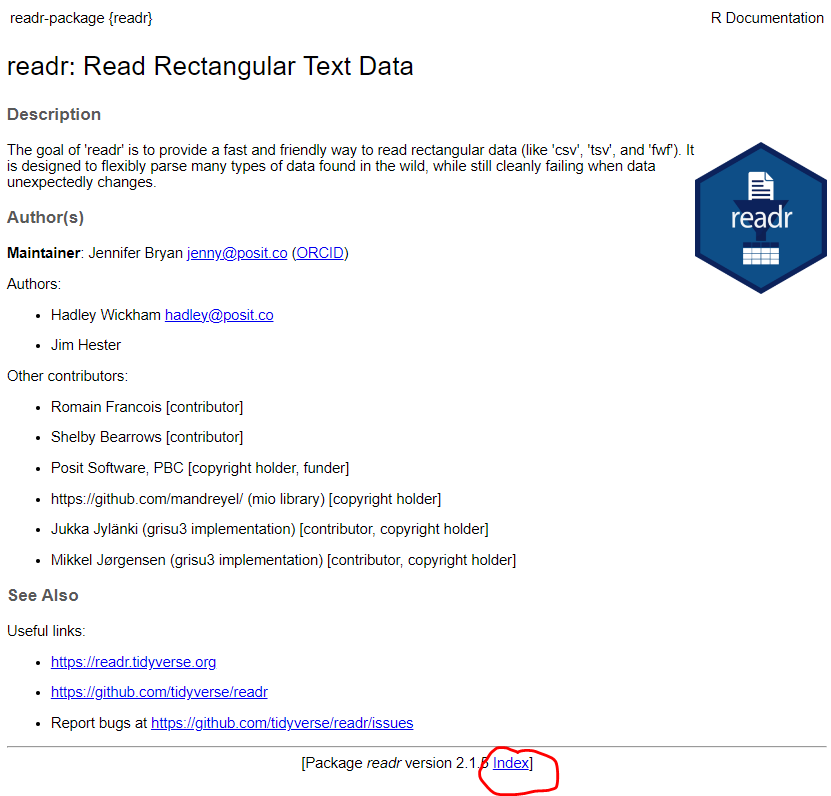 readr-package {readr} R Documentation
readr: Read Rectangular Text Data
Description
The goal of 'readr' is to provide a fast and friendly way to read rectangular data (like 'csv', 'tsv', and 'fwf'). It
is designed to flexibly parse many types of data found in the wild, while still cleanly failing when data
unexpectedly changes.
readr
Author(s)
Maintainer: Jennifer Bryan jenny@posit.co (ORCID)
Authors:
• Hadley Wickham hadley@posit.co
• Jim Hester
Other contributors:
• Romain Francois [contributor]
• Shelby Bearrows [contributor]
• Posit Software, PBC [copyright holder, funder]
• https://github.com/mandreyel/ (mio library) [copyright holder]
• Jukka Jylänki (grisu3 implementation) [contributor, copyright holder]
• Mikkel Jørgensen (grisu3 implementation) [contributor, copyright holder]
See Also
Useful links:
• https://readr.tidyverse.org
• https://github.com/tidyverse/readr
• Report bugs at https://github.com/tidyverse/readr/issues
[Package readr version 2.1.5 Index]